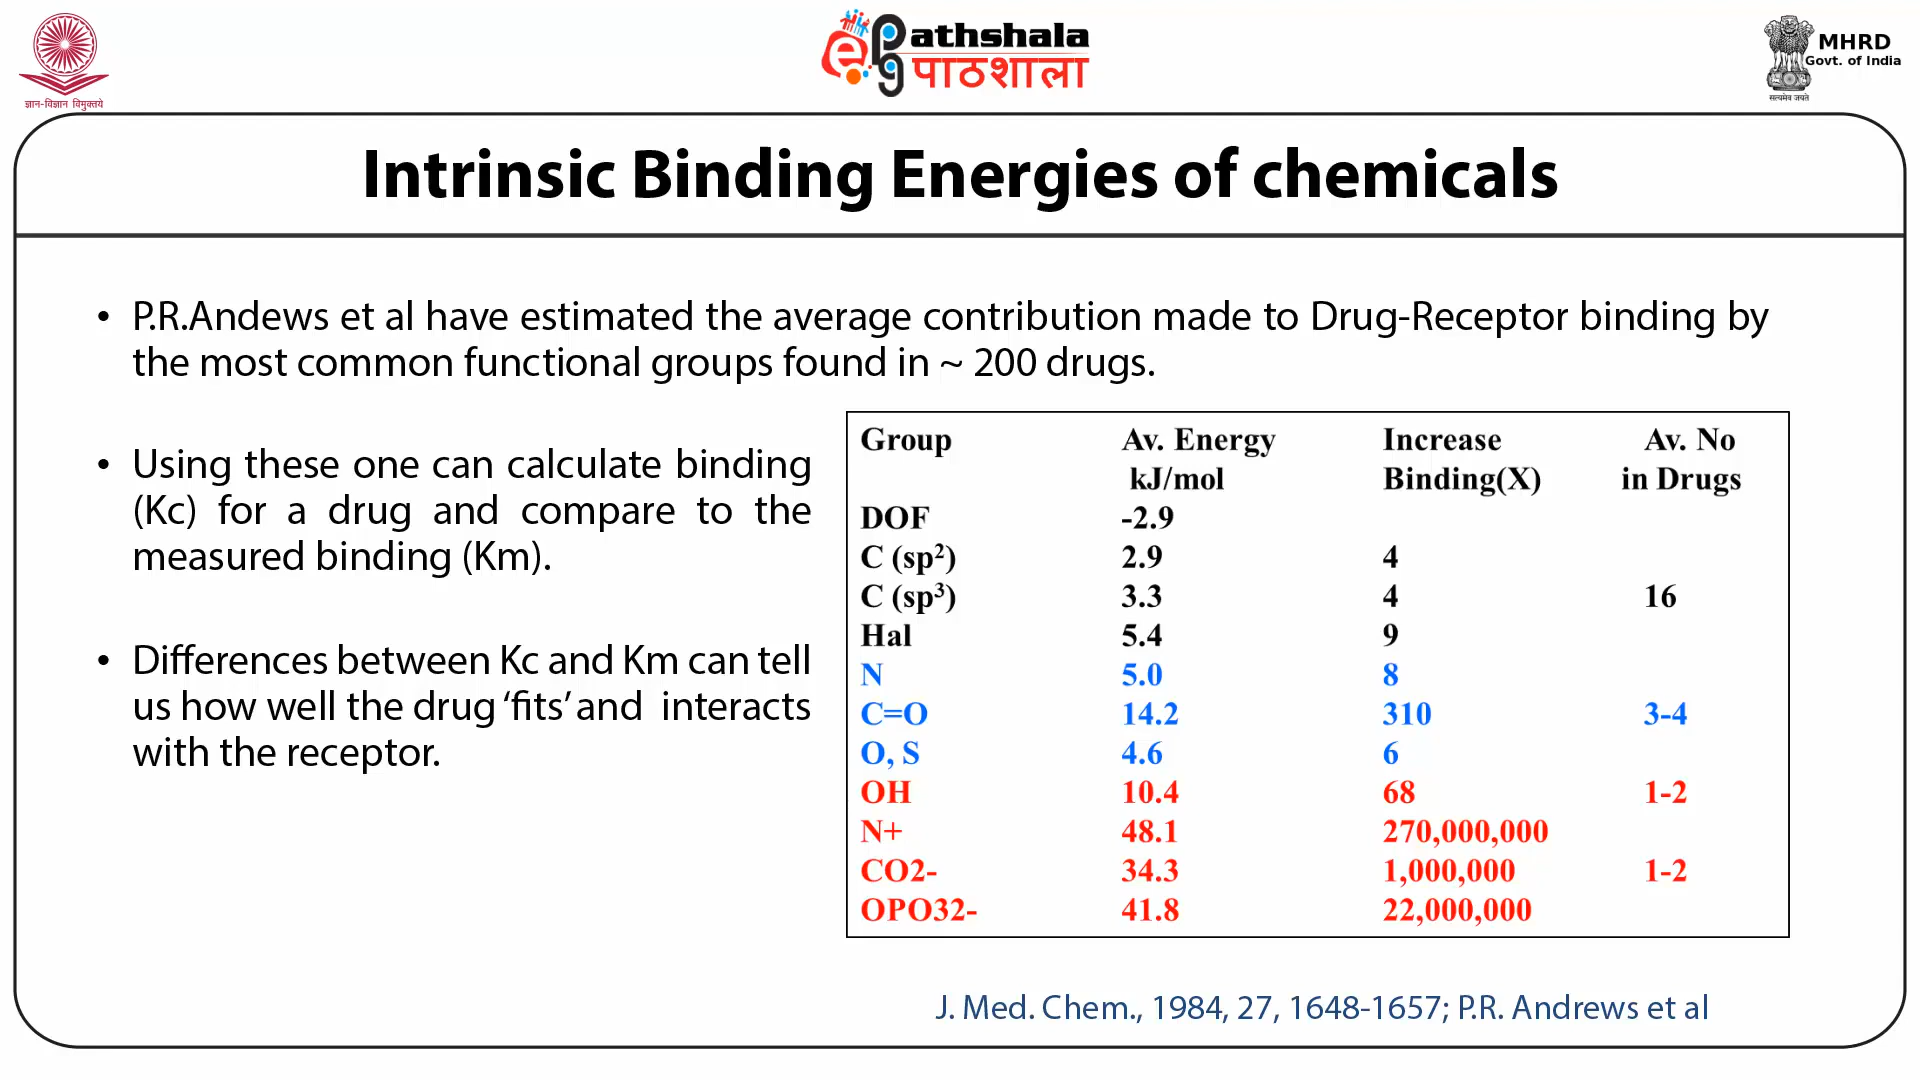 ज्ञान-विज्ञान विमुक्तये
ePathshala
पाठशाला
MHRD
Govt. of India
सत्यमेव जयते
Intrinsic Binding Energies of chemicals
• P.R.Andews et al have estimated the average contribution made to Drug-Receptor binding by
the most common functional groups found in ~ 200 drugs.
• Using these one can calculate binding
(Kc) for a drug and compare to the
measured binding (Km).
• Differences between Kc and Km can tell
us how well the drug ‘fits’ and interacts
with the receptor.
Group Av. Energy Increase Av. No
kJ/mol Binding(X) in Drugs
DOF -2.9
C (sp²) 2.9 4
C (sp³) 3.3 4 16
Hal 5.4 9
N 5.0 8
C=O 14.2 310 3-4
O, S 4.6 6
OH 10.4 68 1-2
N+ 48.1 270,000,000
CO2- 34.3 1,000,000 1-2
OPO32- 41.8 22,000,000
J. Med. Chem., 1984, 27, 1648-1657; P.R. Andrews et al